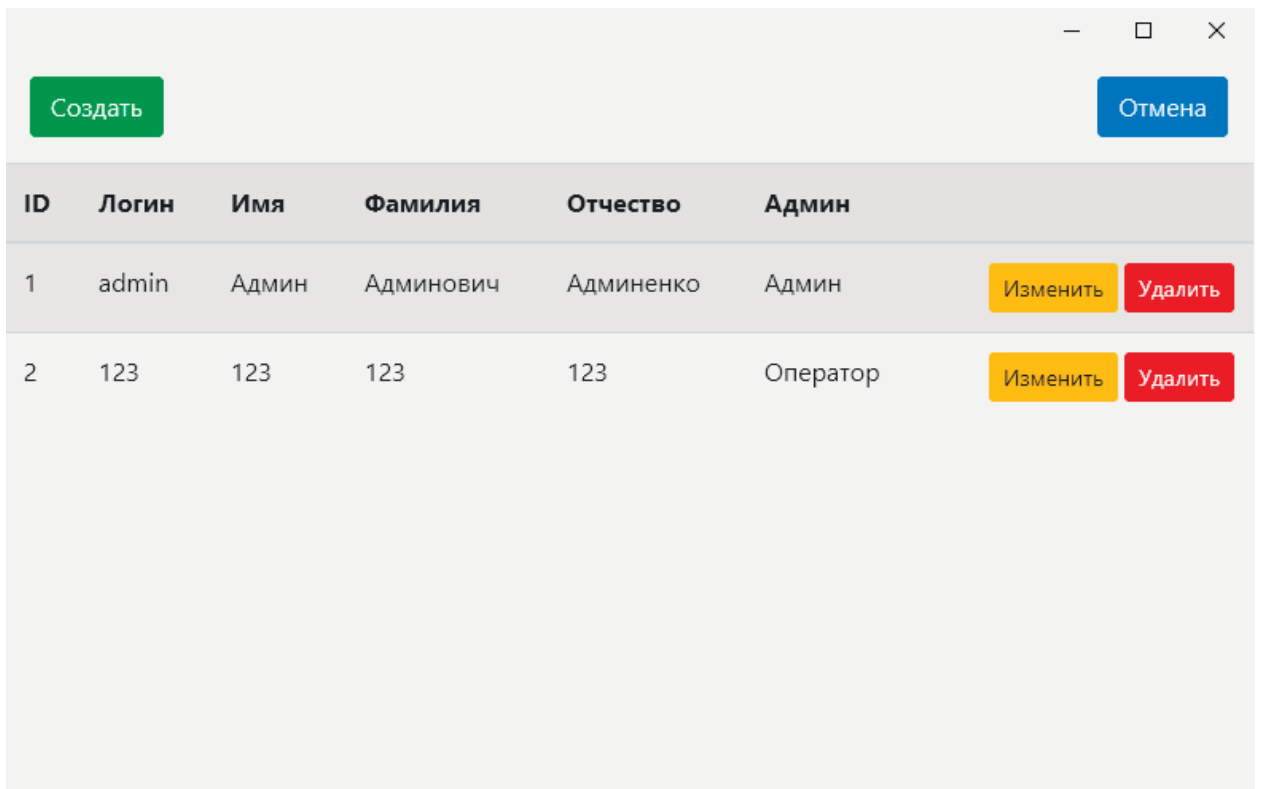 Создать Отмена
ID Логин Имя Фамилия Отчество Админ
1 admin Админ Админович Админенко Админ Изменить Удалить
2 123 123 123 123 Оператор Изменить Удалить